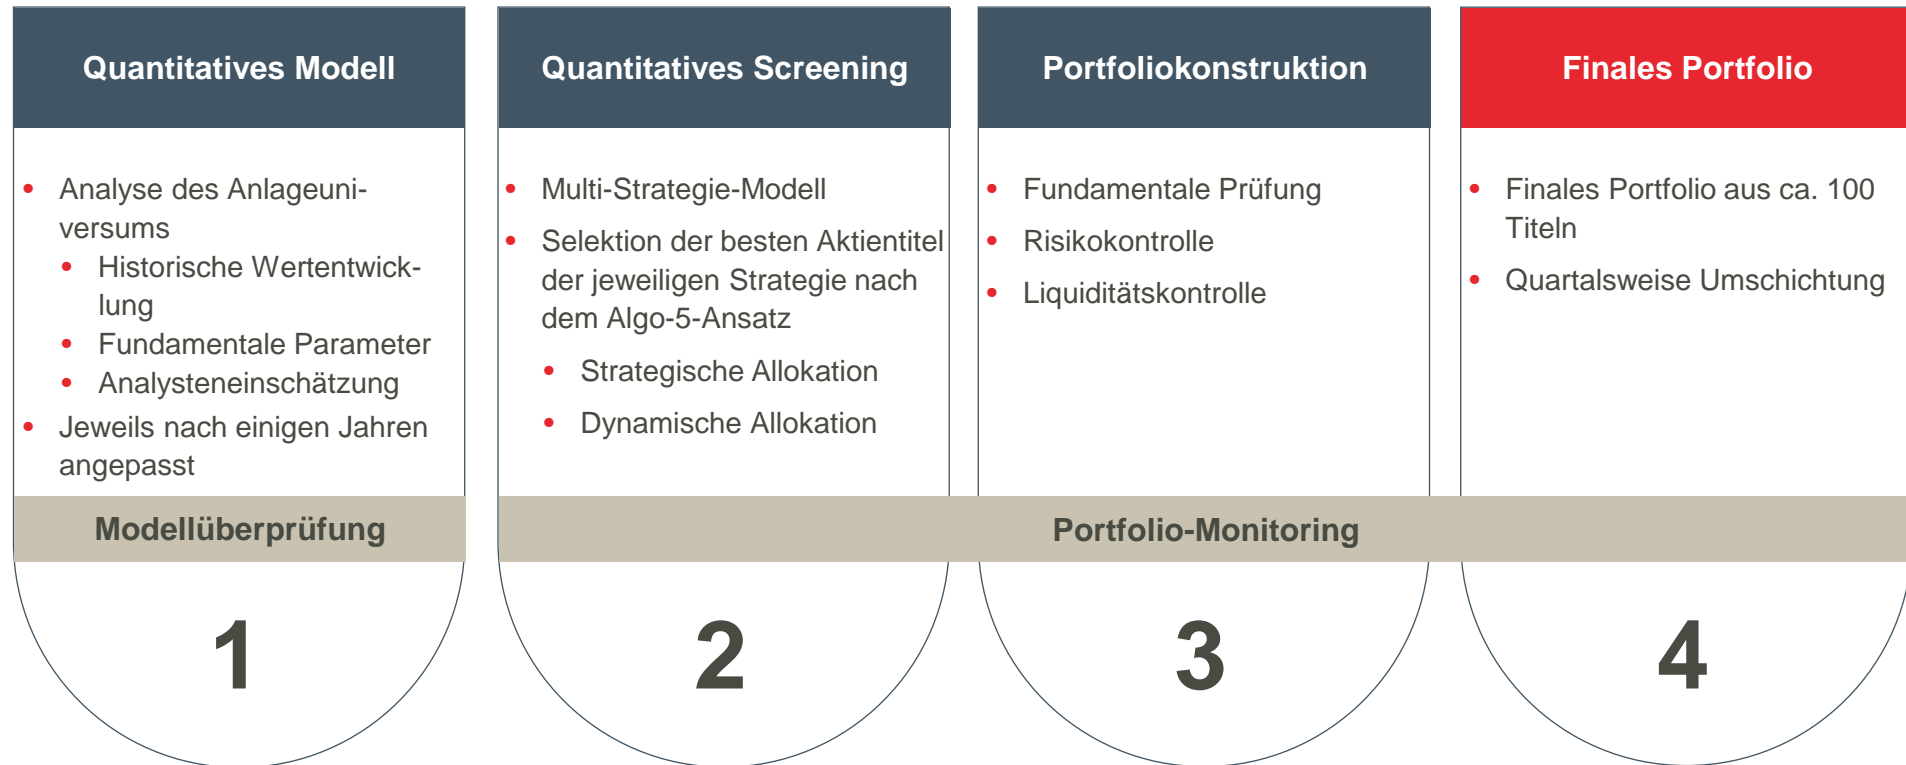 Quantitatives Modell
Analyse des Anlageuni-
versums
Historische Wertentwick-
lung
Fundamentale Parameter
Analysteneinschätzung
Jeweils nach einigen Jahren
angepasst
Modellüberprüfung
1
Quantitatives Screening
Multi-Strategie-Modell
Selektion der besten Aktientitel
der jeweiligen Strategie nach
dem Algo-5-Ansatz
Strategische Allokation
Dynamische Allokation
2
Portfoliokonstruktion
Fundamentale Prüfung
Risikokontrolle
Liquiditätskontrolle
Portfolio-Monitoring
3
Finales Portfolio
Finales Portfolio aus ca. 100
Titeln
Quartalsweise Umschichtung
4